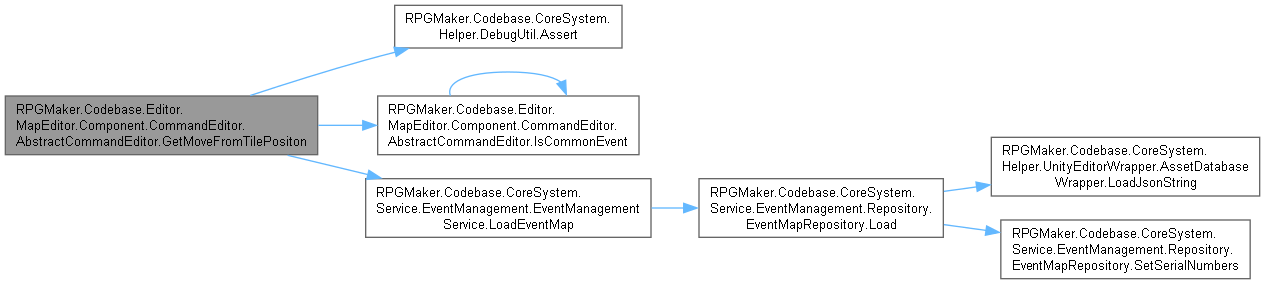 RPGMaker.Codebase.CoreSystem.
Helper.DebugUtil.Assert
RPGMaker.Codebase.Editor.
MapEditor.Component.CommandEditor.
AbstractCommandEditor.GetMoveFromTilePositon
RPGMaker.Codebase.Editor.
MapEditor.Component.CommandEditor.
AbstractCommandEditor.IsCommonEvent
RPGMaker.Codebase.CoreSystem.
Service.EventManagement.EventManagement
Service.LoadEventMap
RPGMaker.Codebase.CoreSystem.
Service.EventManagement.Repository.
EventMapRepository.Load
RPGMaker.Codebase.CoreSystem.
Helper.UnityEditorWrapper.AssetDatabase
Wrapper.LoadJsonString
RPGMaker.Codebase.CoreSystem.
Service.EventManagement.Repository.
EventMapRepository.SetSerialNumbers